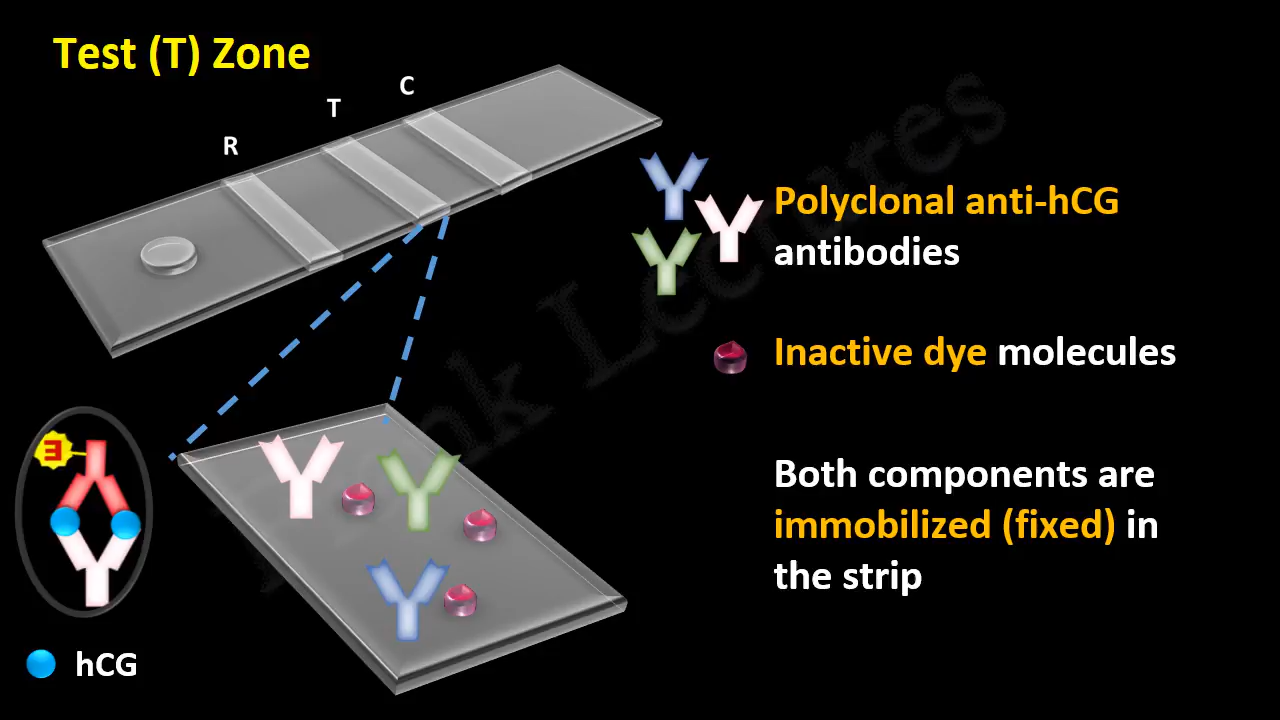 Test (T) Zone
C
T
R
Polyclonal anti-hCG
antibodies
Inactive dye molecules
E
Both components are
immobilized (fixed) in
the strip
hCG